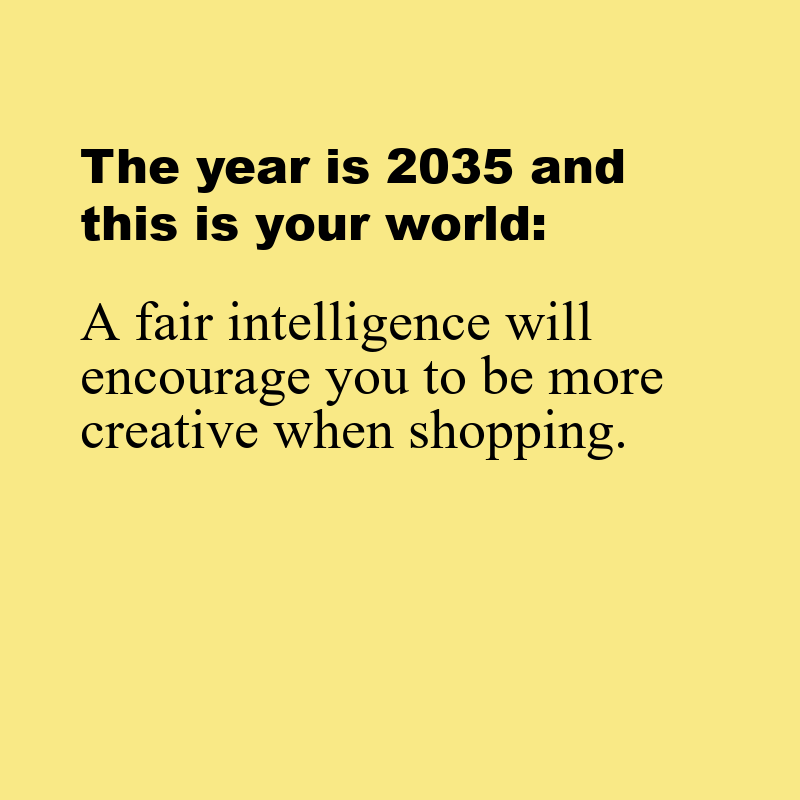 The year is 2035 and
this is your world:
A fair intelligence will
encourage you to be more
creative when shopping.